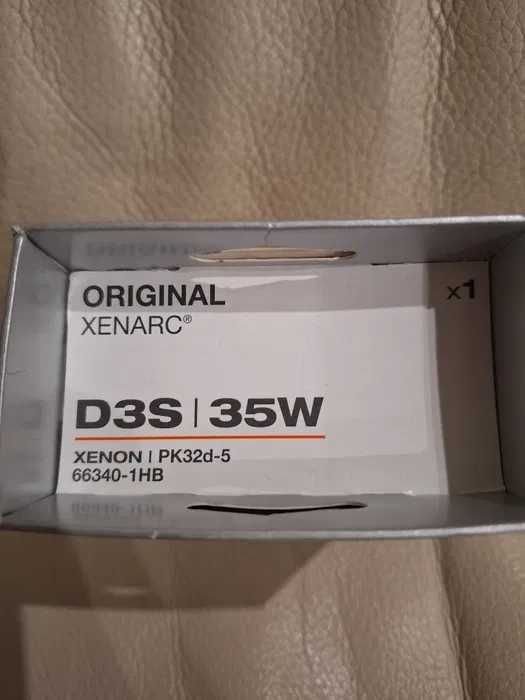 ORIGINAL
x1
XENARC®
D3S | 35W
XENON | PK32d-5
66340-1HB